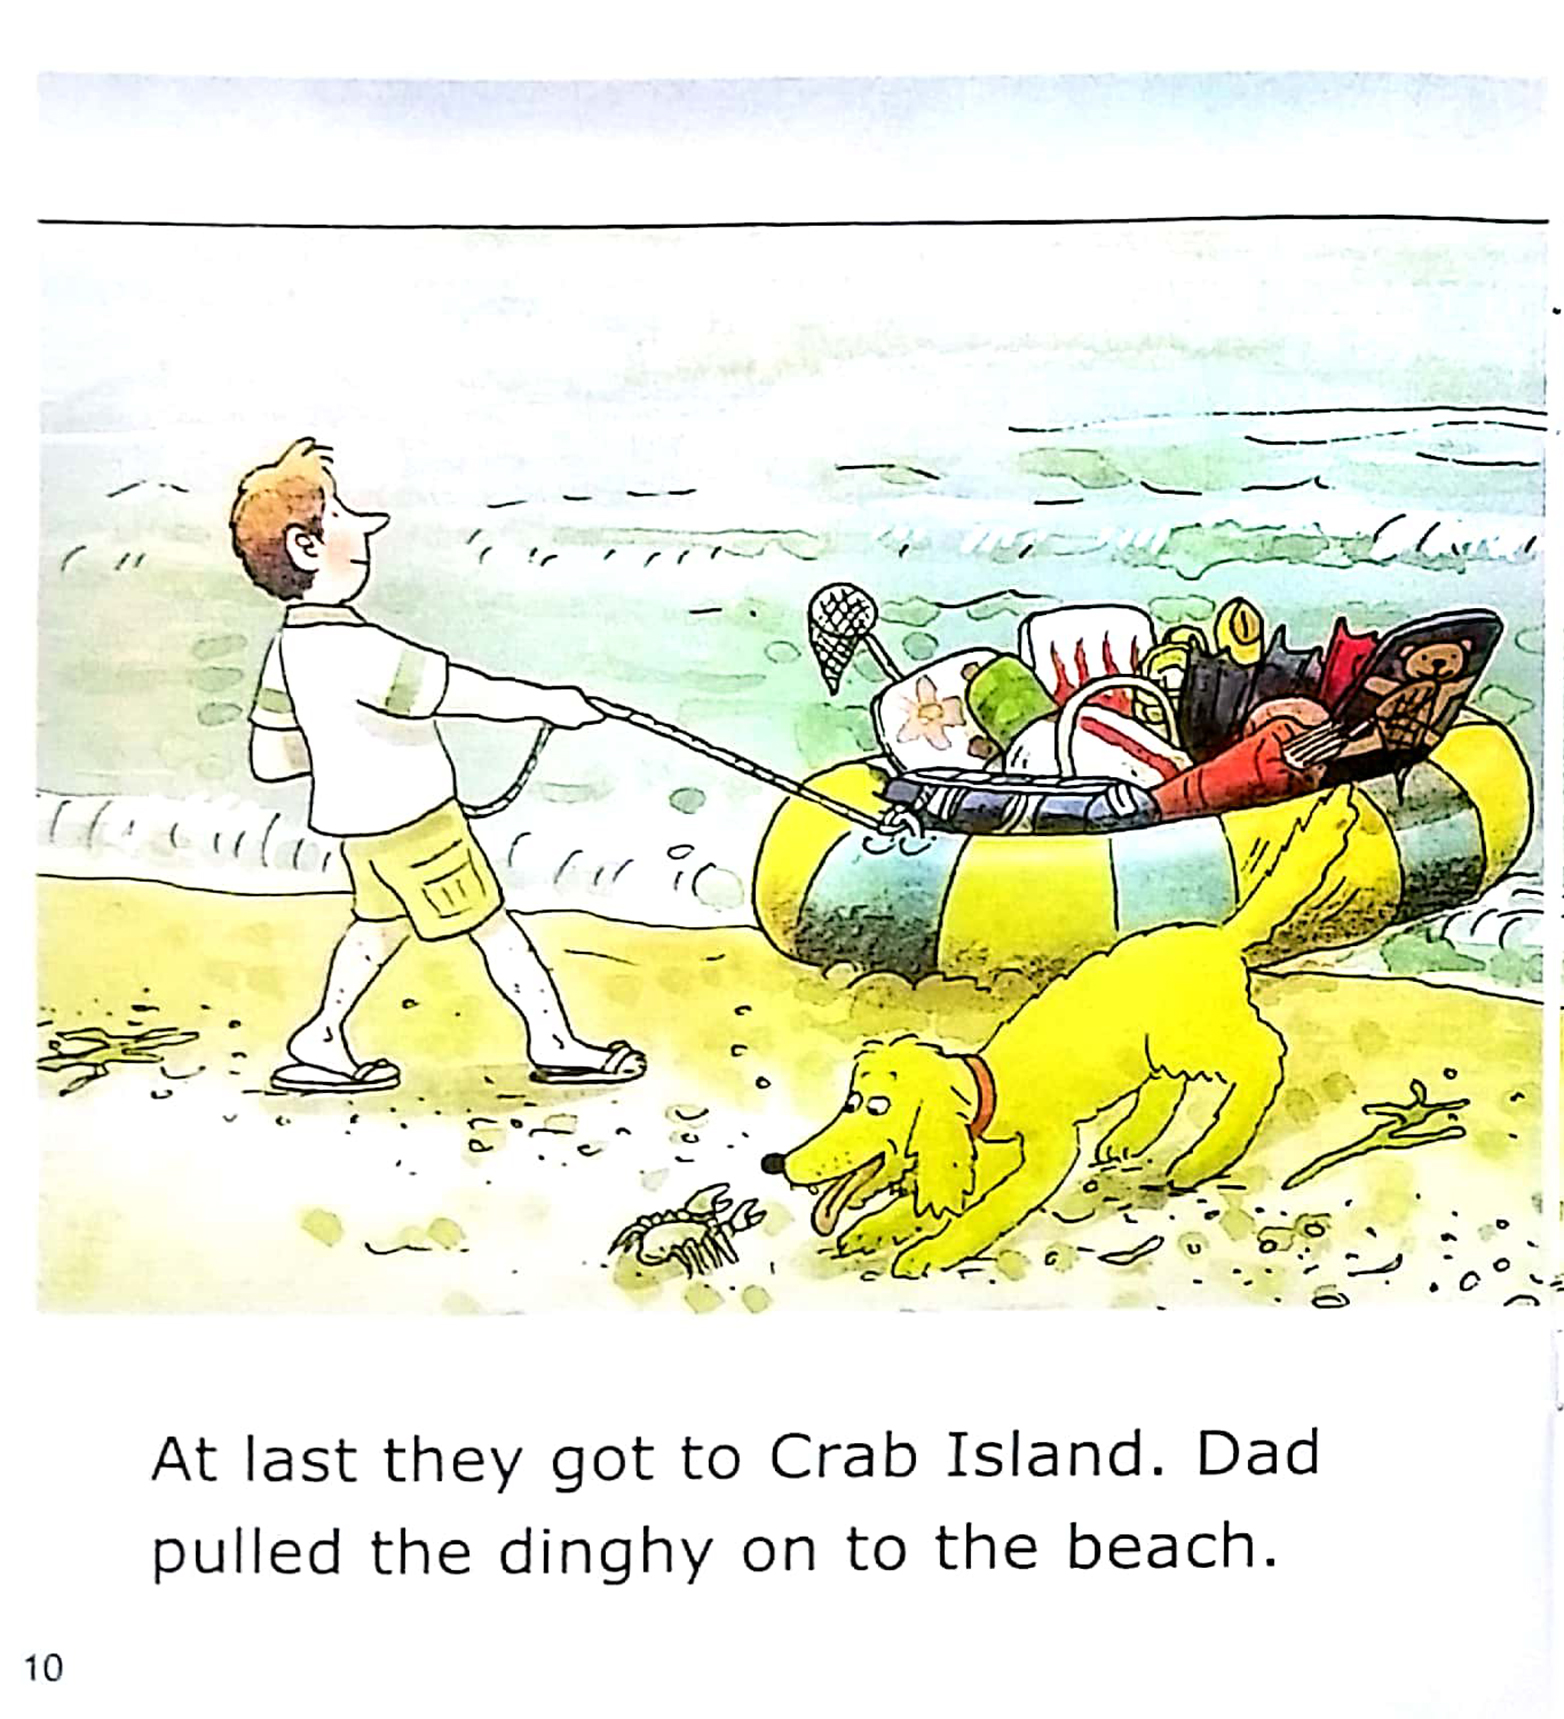 At last they got to Crab Island. Dad
pulled the dinghy on to the beach.
10